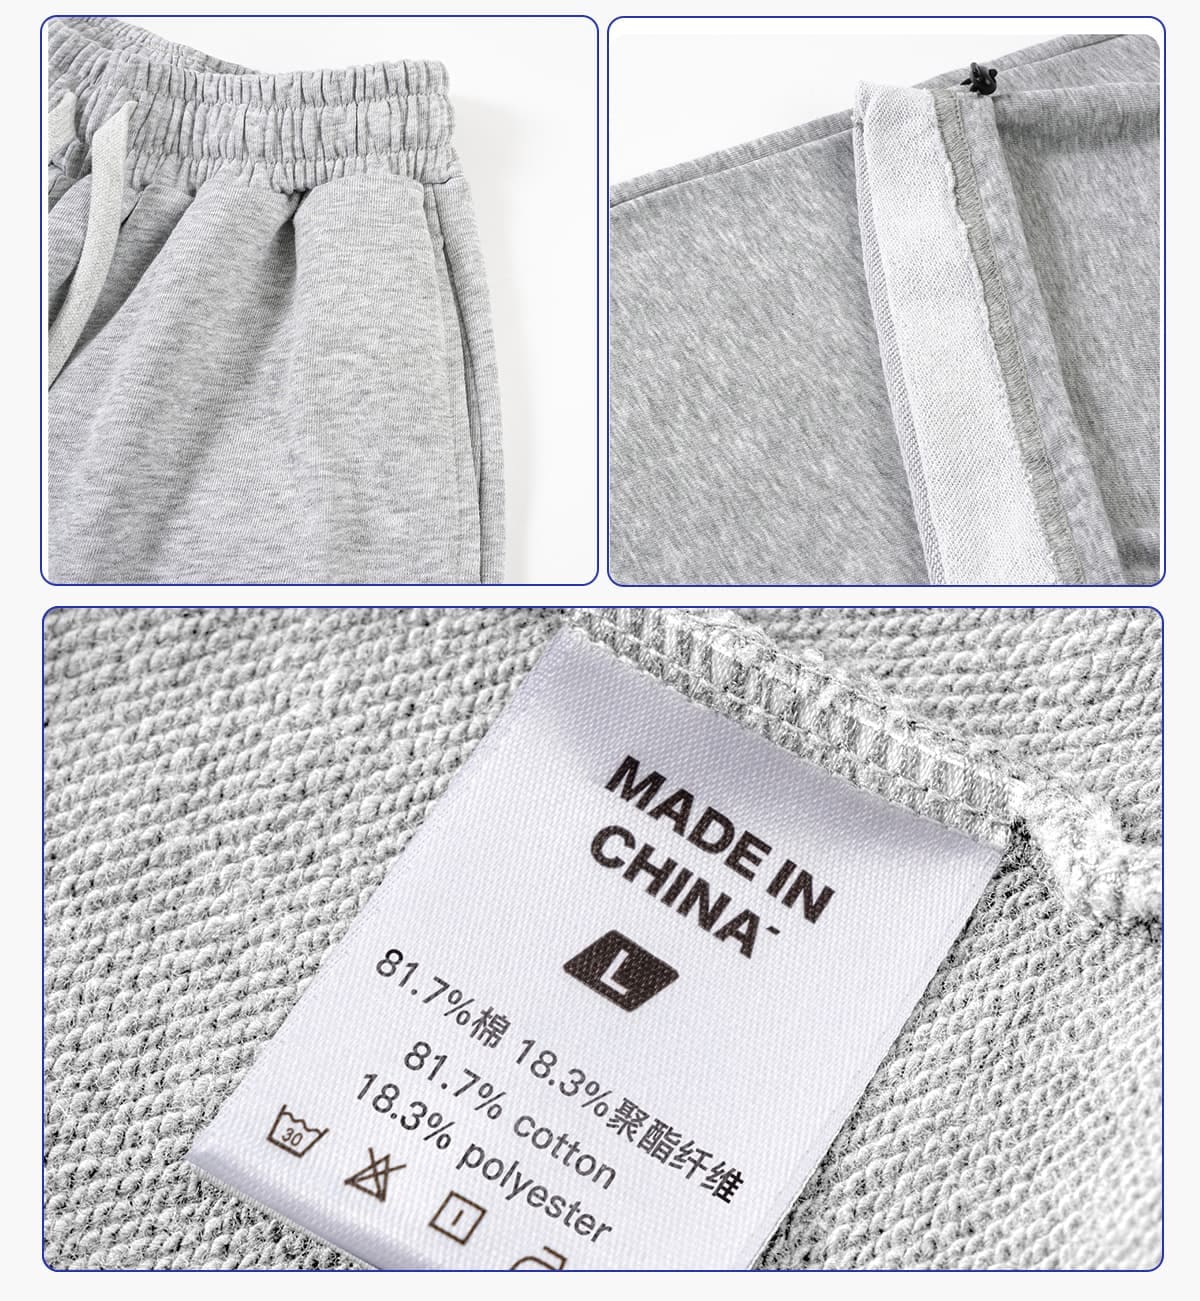 MADE IN
CHINA
L
81.7%棉 18.3%聚酯纤维
81.7% cotton
18.3% polyester
30